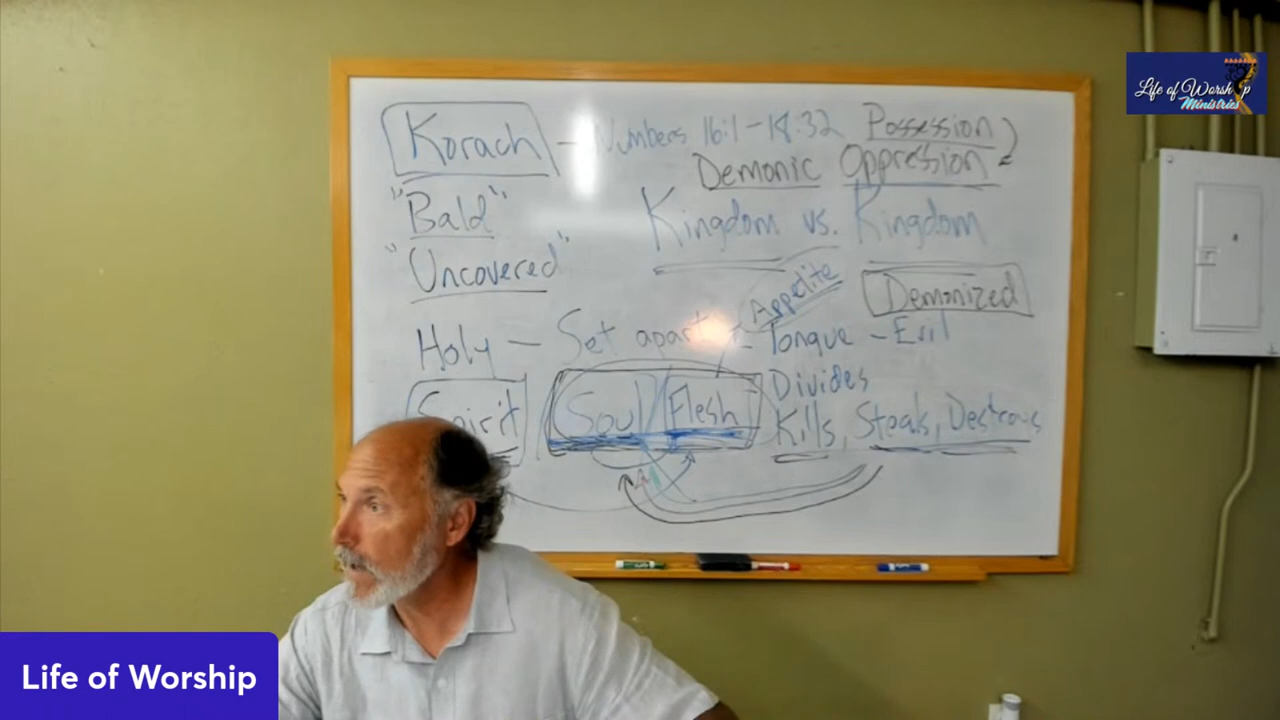 Life of Worship
Ministries
Korach - Numbers 16:1-18:32 Possession
Demonic Oppression
"Bald"
Kingdom vs. Kingdom
"Uncovered"
Appetite
Demonized
Holy - Set apart - Tongue - Evil
Divides
Spirit Soul/Flesh
Kills, Steals, Destroys
Life of Worship